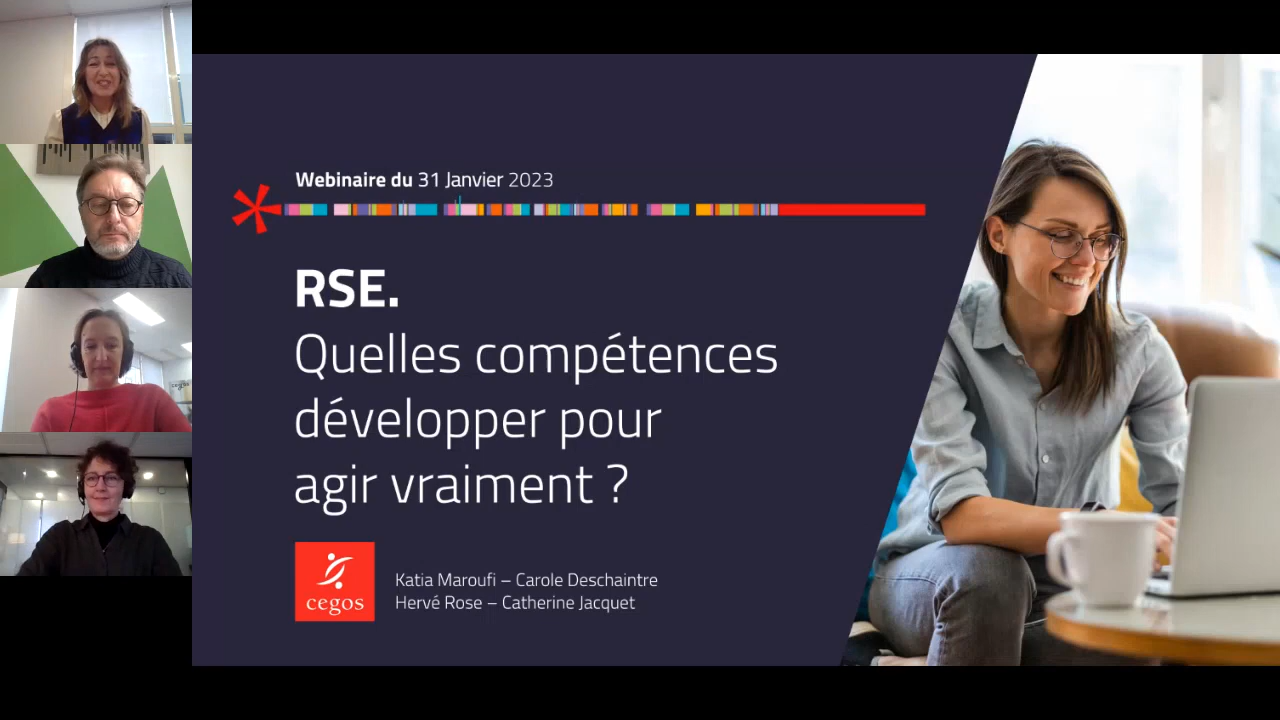 Webinaire du 31 Janvier 2023
RSE.
Quelles compétences
développer pour
agir vraiment ?
cegos
Katia Maroufi – Carole Deschaintre
Hervé Rose – Catherine Jacquet